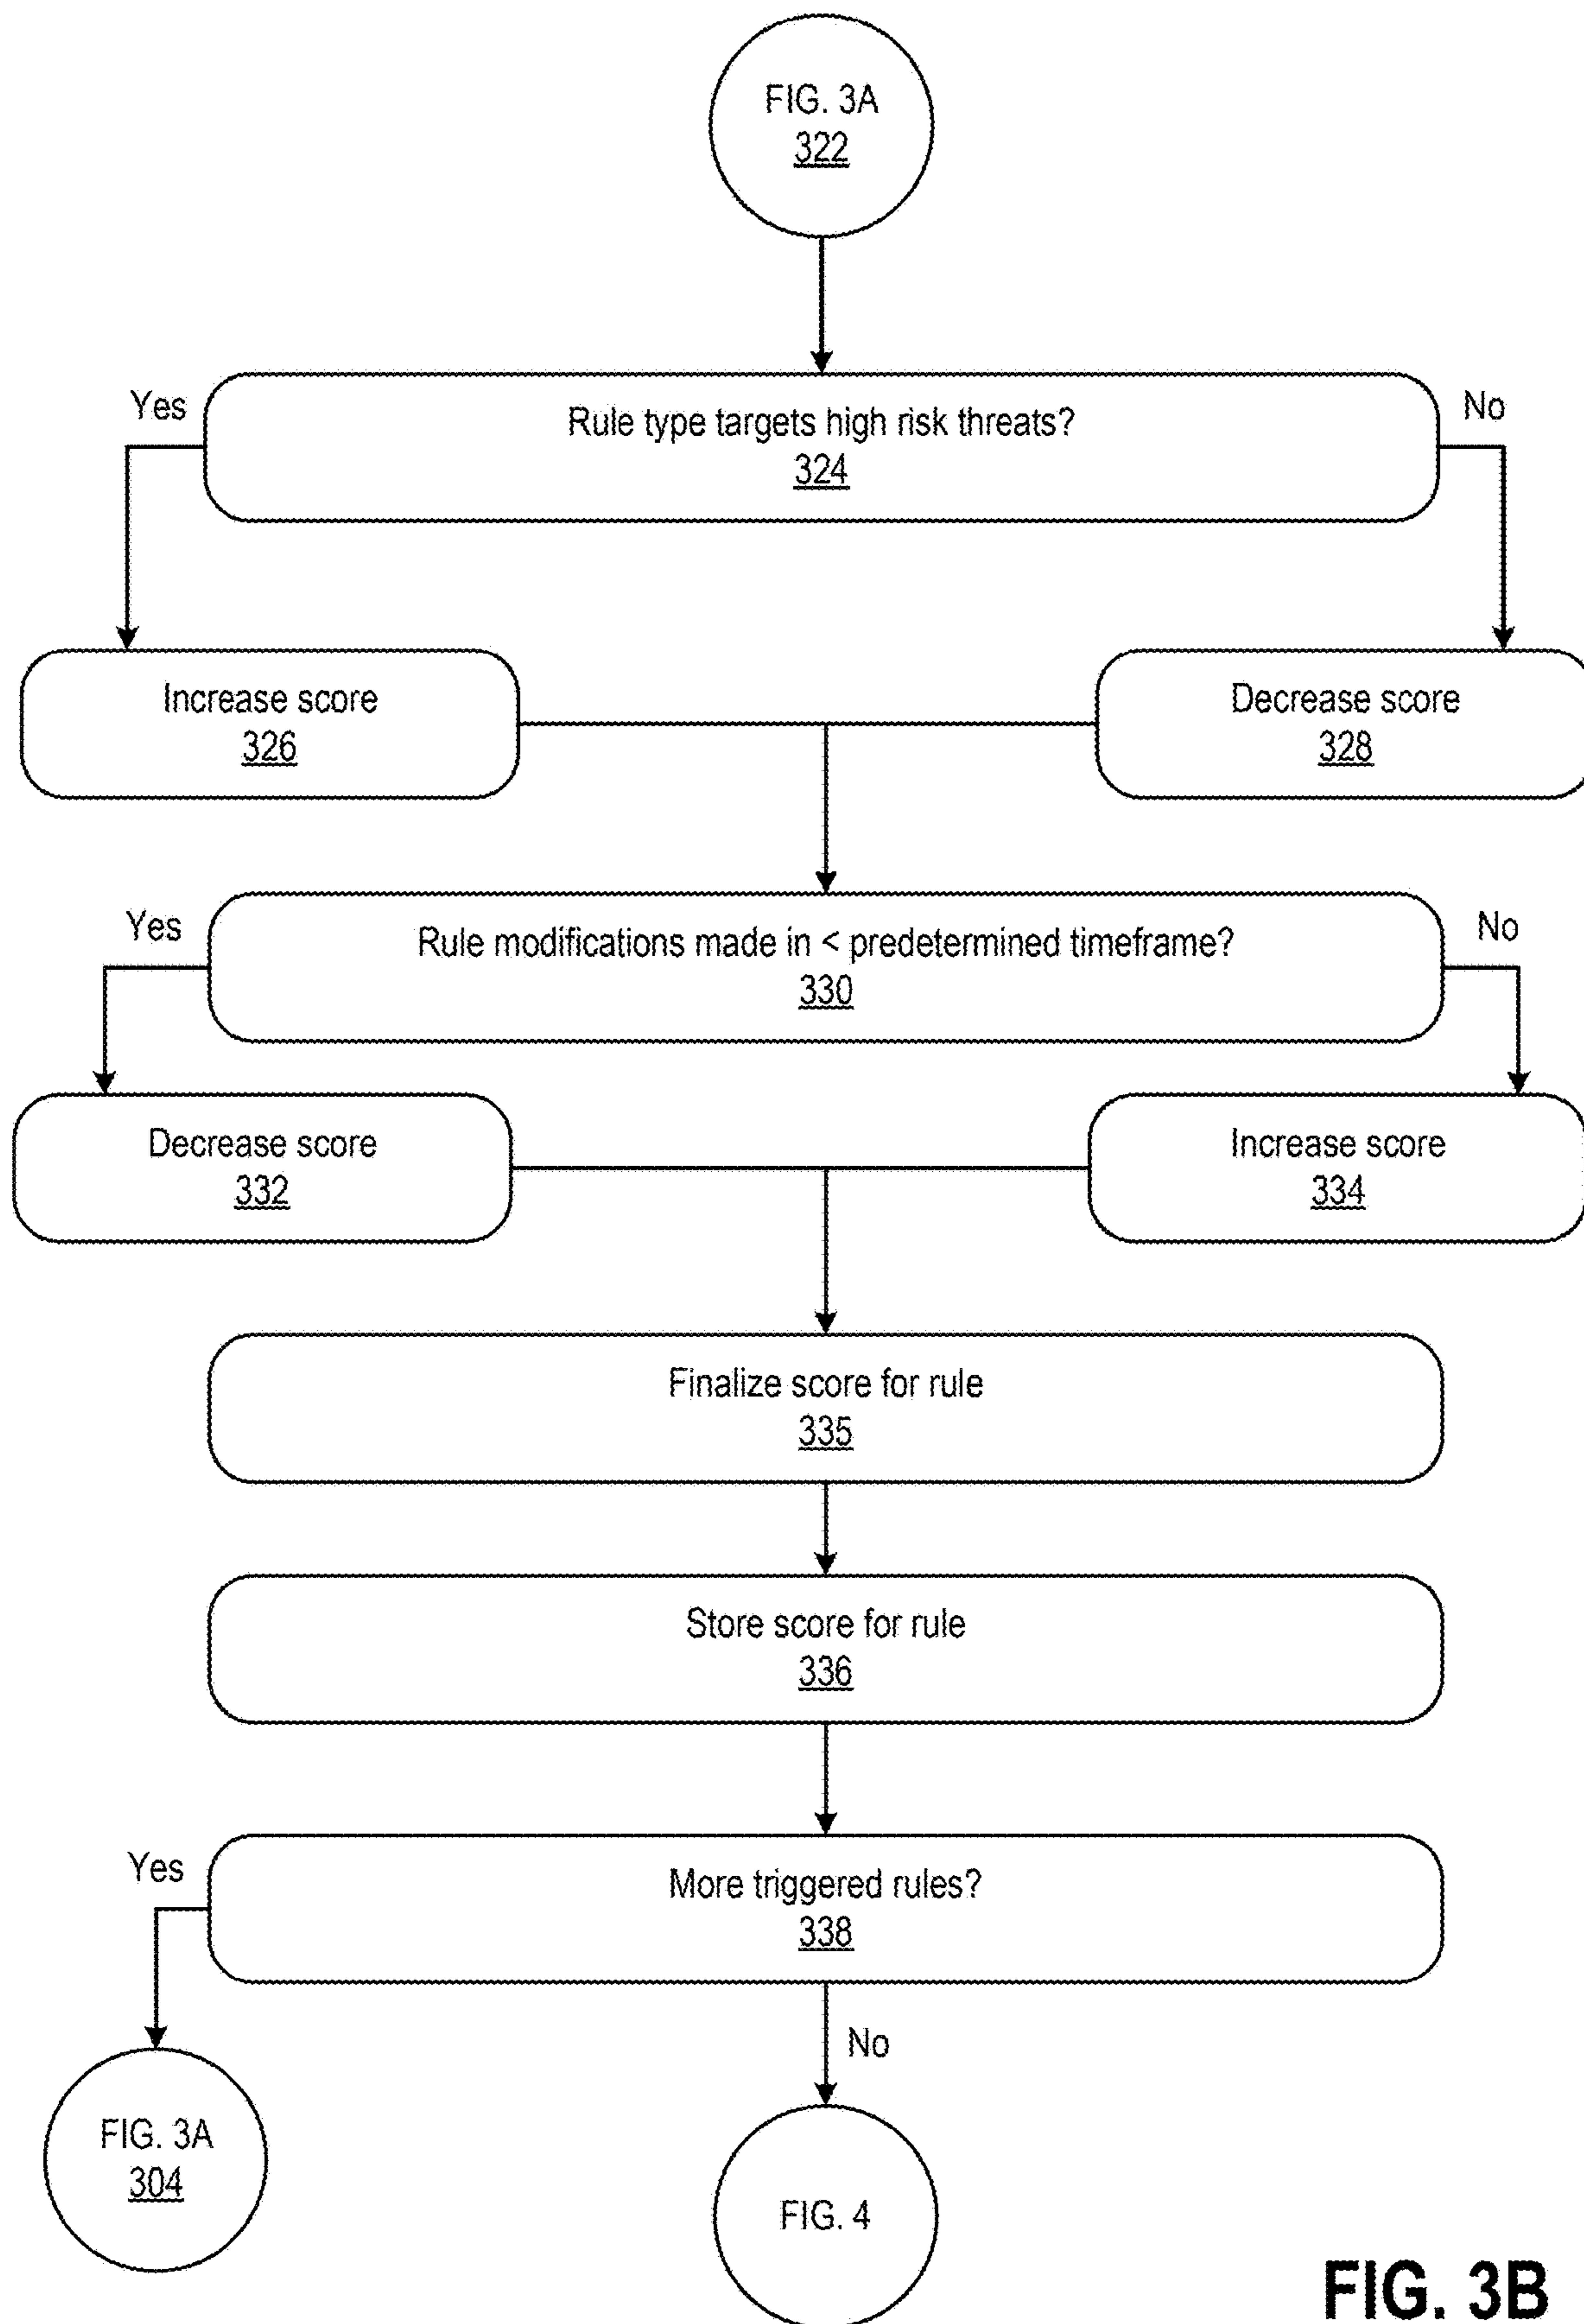 FIG. 3A
322
Yes
Rule type targets high risk threats?
No
324
Increase score
326
Decrease score
328
Yes
Rule modifications made in < predetermined timeframe?
No
330
Decrease score
332
Increase score
334
Finalize score for rule
335
Store score for rule
336
Yes
More triggered rules?
338
No
FIG. 3A
304
FIG. 4
FIG. 3B